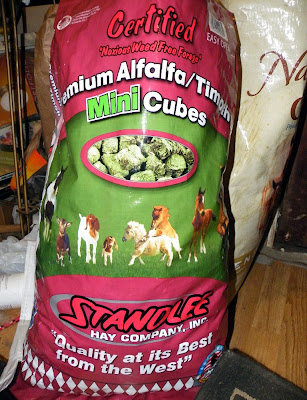 Certified
"Noxious Weed Free Forage"
EASY
emium Alfalfa/Timoth
Mini Cubes
STANDLEE
HAY COMPANY, INC.
"Quality at its Best
from the West"